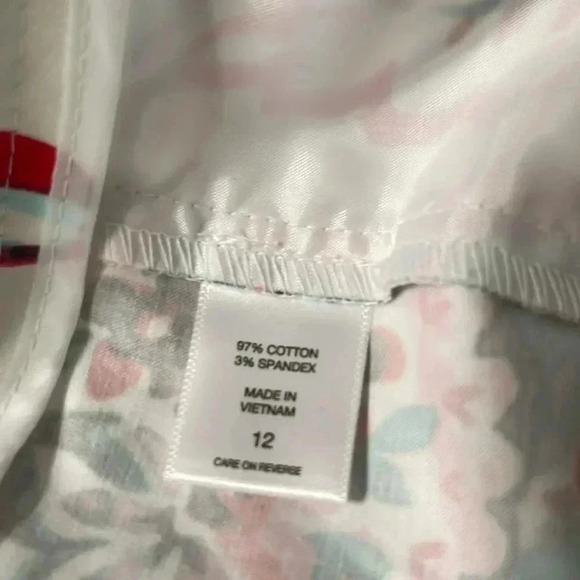 97% COTTON
3% SPANDEX
MADE IN
VIETNAM
12
CARE ON REVERSE